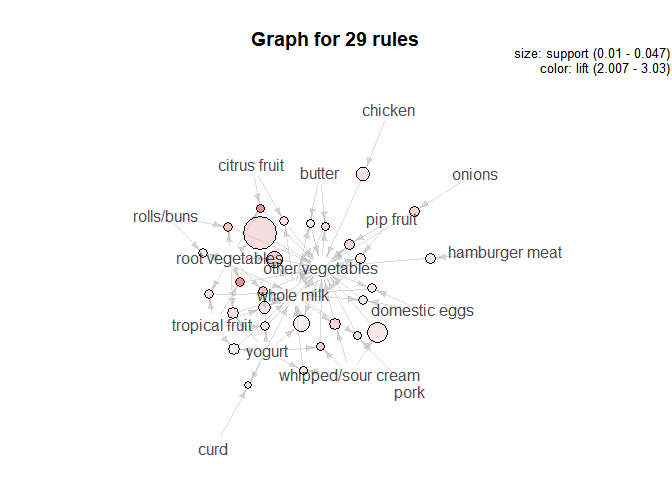 Graph for 29 rules
size: support (0.01 - 0.047)
color: lift (2.007 - 3.03)
chicken
citrus fruit
butter
onions
rolls/buns
pip fruit
root vegetables
other vegetables
hamburger meat
whole milk
domestic eggs
tropical fruit
yogurt
whipped/sour cream
pork
curd